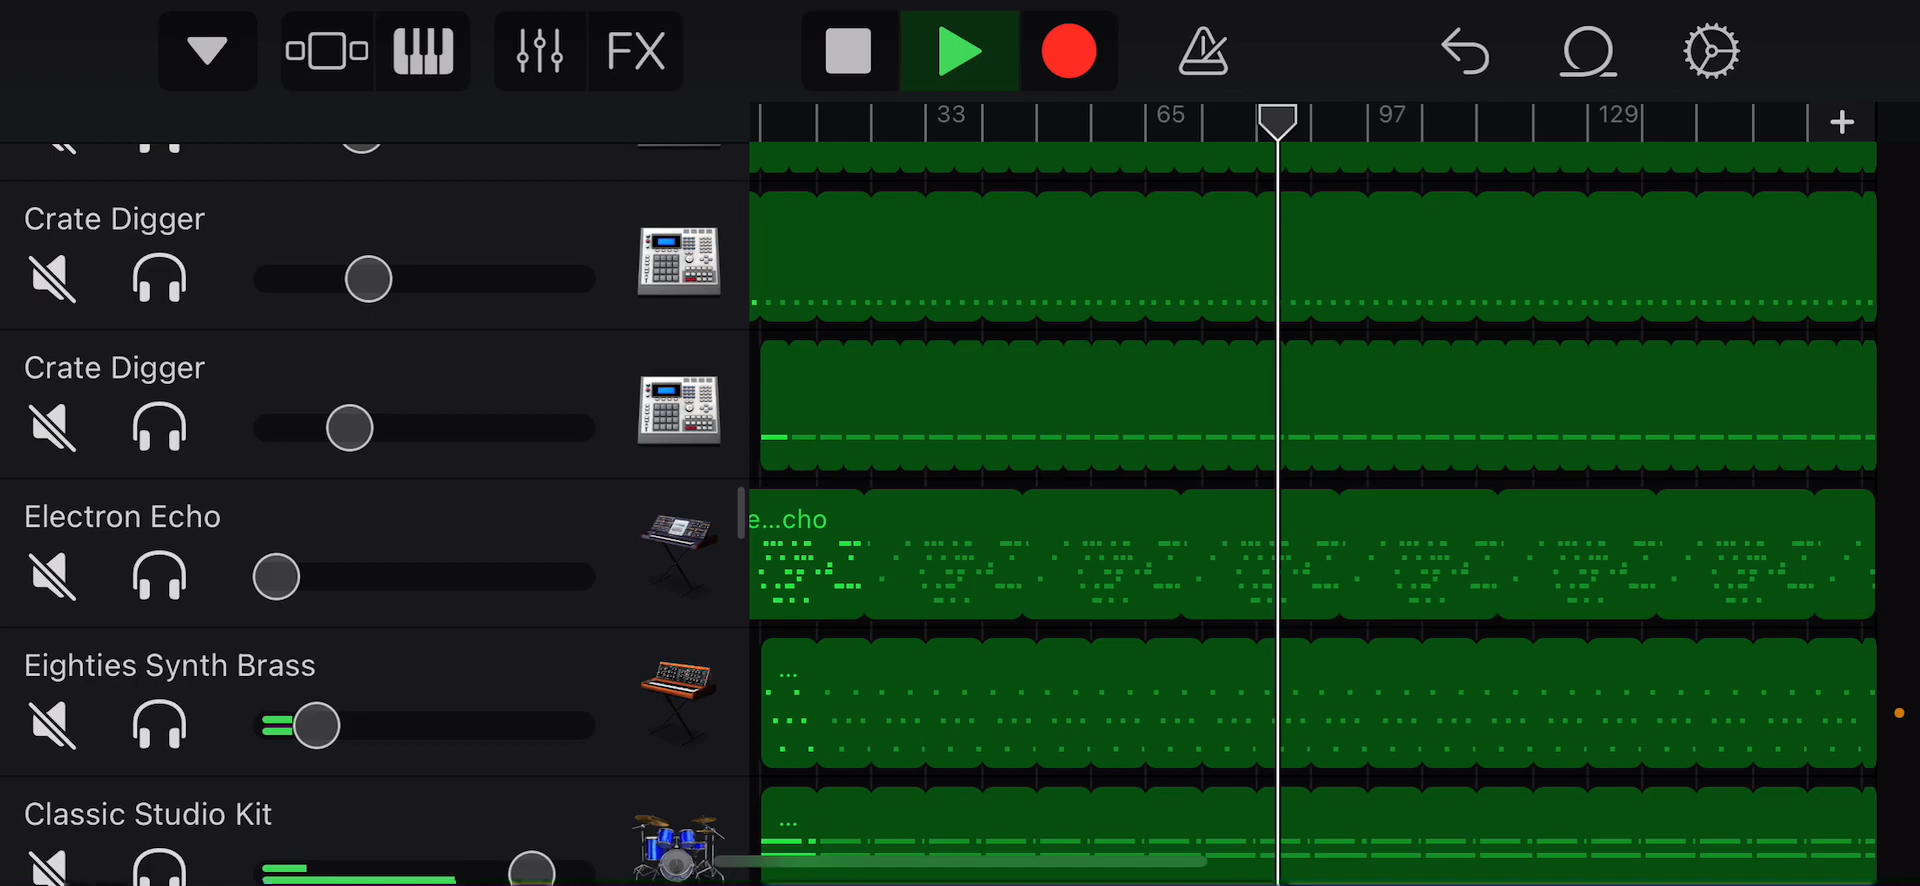 FX
33 65 97 129 +
Crate Digger
Crate Digger
Electron Echo
e...cho
Eighties Synth Brass
...
Classic Studio Kit
...